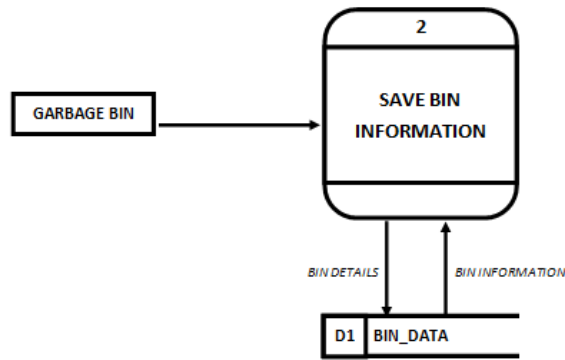 2
SAVE BIN
INFORMATION
GARBAGE BIN
BIN DETAILS
BIN INFORMATION
D1 BIN_DATA